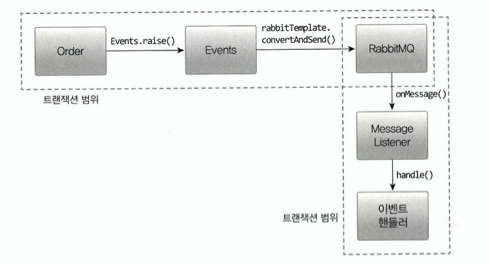 rabbitTemplate.
convertAndSend()
Events.raise()
Order
Events
RabbitMQ
트랜잭션 범위
onMessage()
Message
Listener
handle()
이벤트
핸들러
트랜잭션 범위